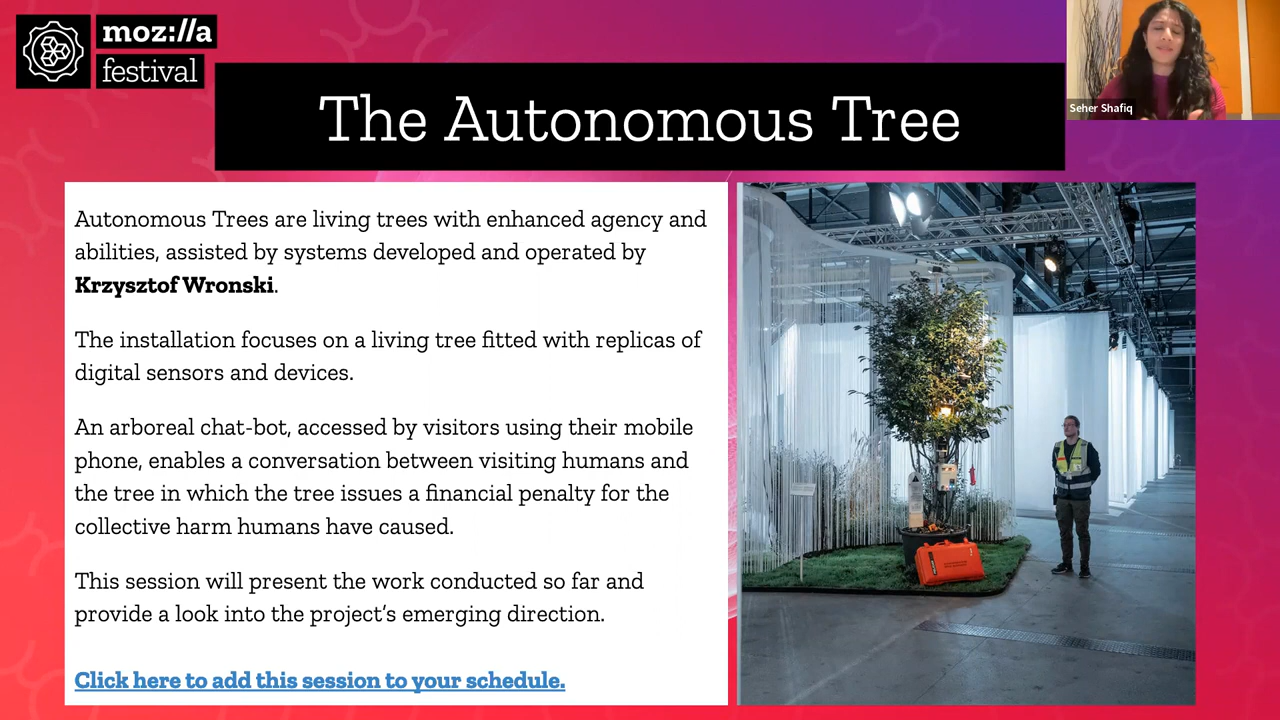 moz://a
festival
The Autonomous Tree
Seher Shafiq
Autonomous Trees are living trees with enhanced agency and
abilities, assisted by systems developed and operated by
Krzysztof Wronski.
The installation focuses on a living tree fitted with replicas of
digital sensors and devices.
An arboreal chat-bot, accessed by visitors using their mobile
phone, enables a conversation between visiting humans and
the tree in which the tree issues a financial penalty for the
collective harm humans have caused.
This session will present the work conducted so far and
provide a look into the project's emerging direction.
Click here to add this session to your schedule.